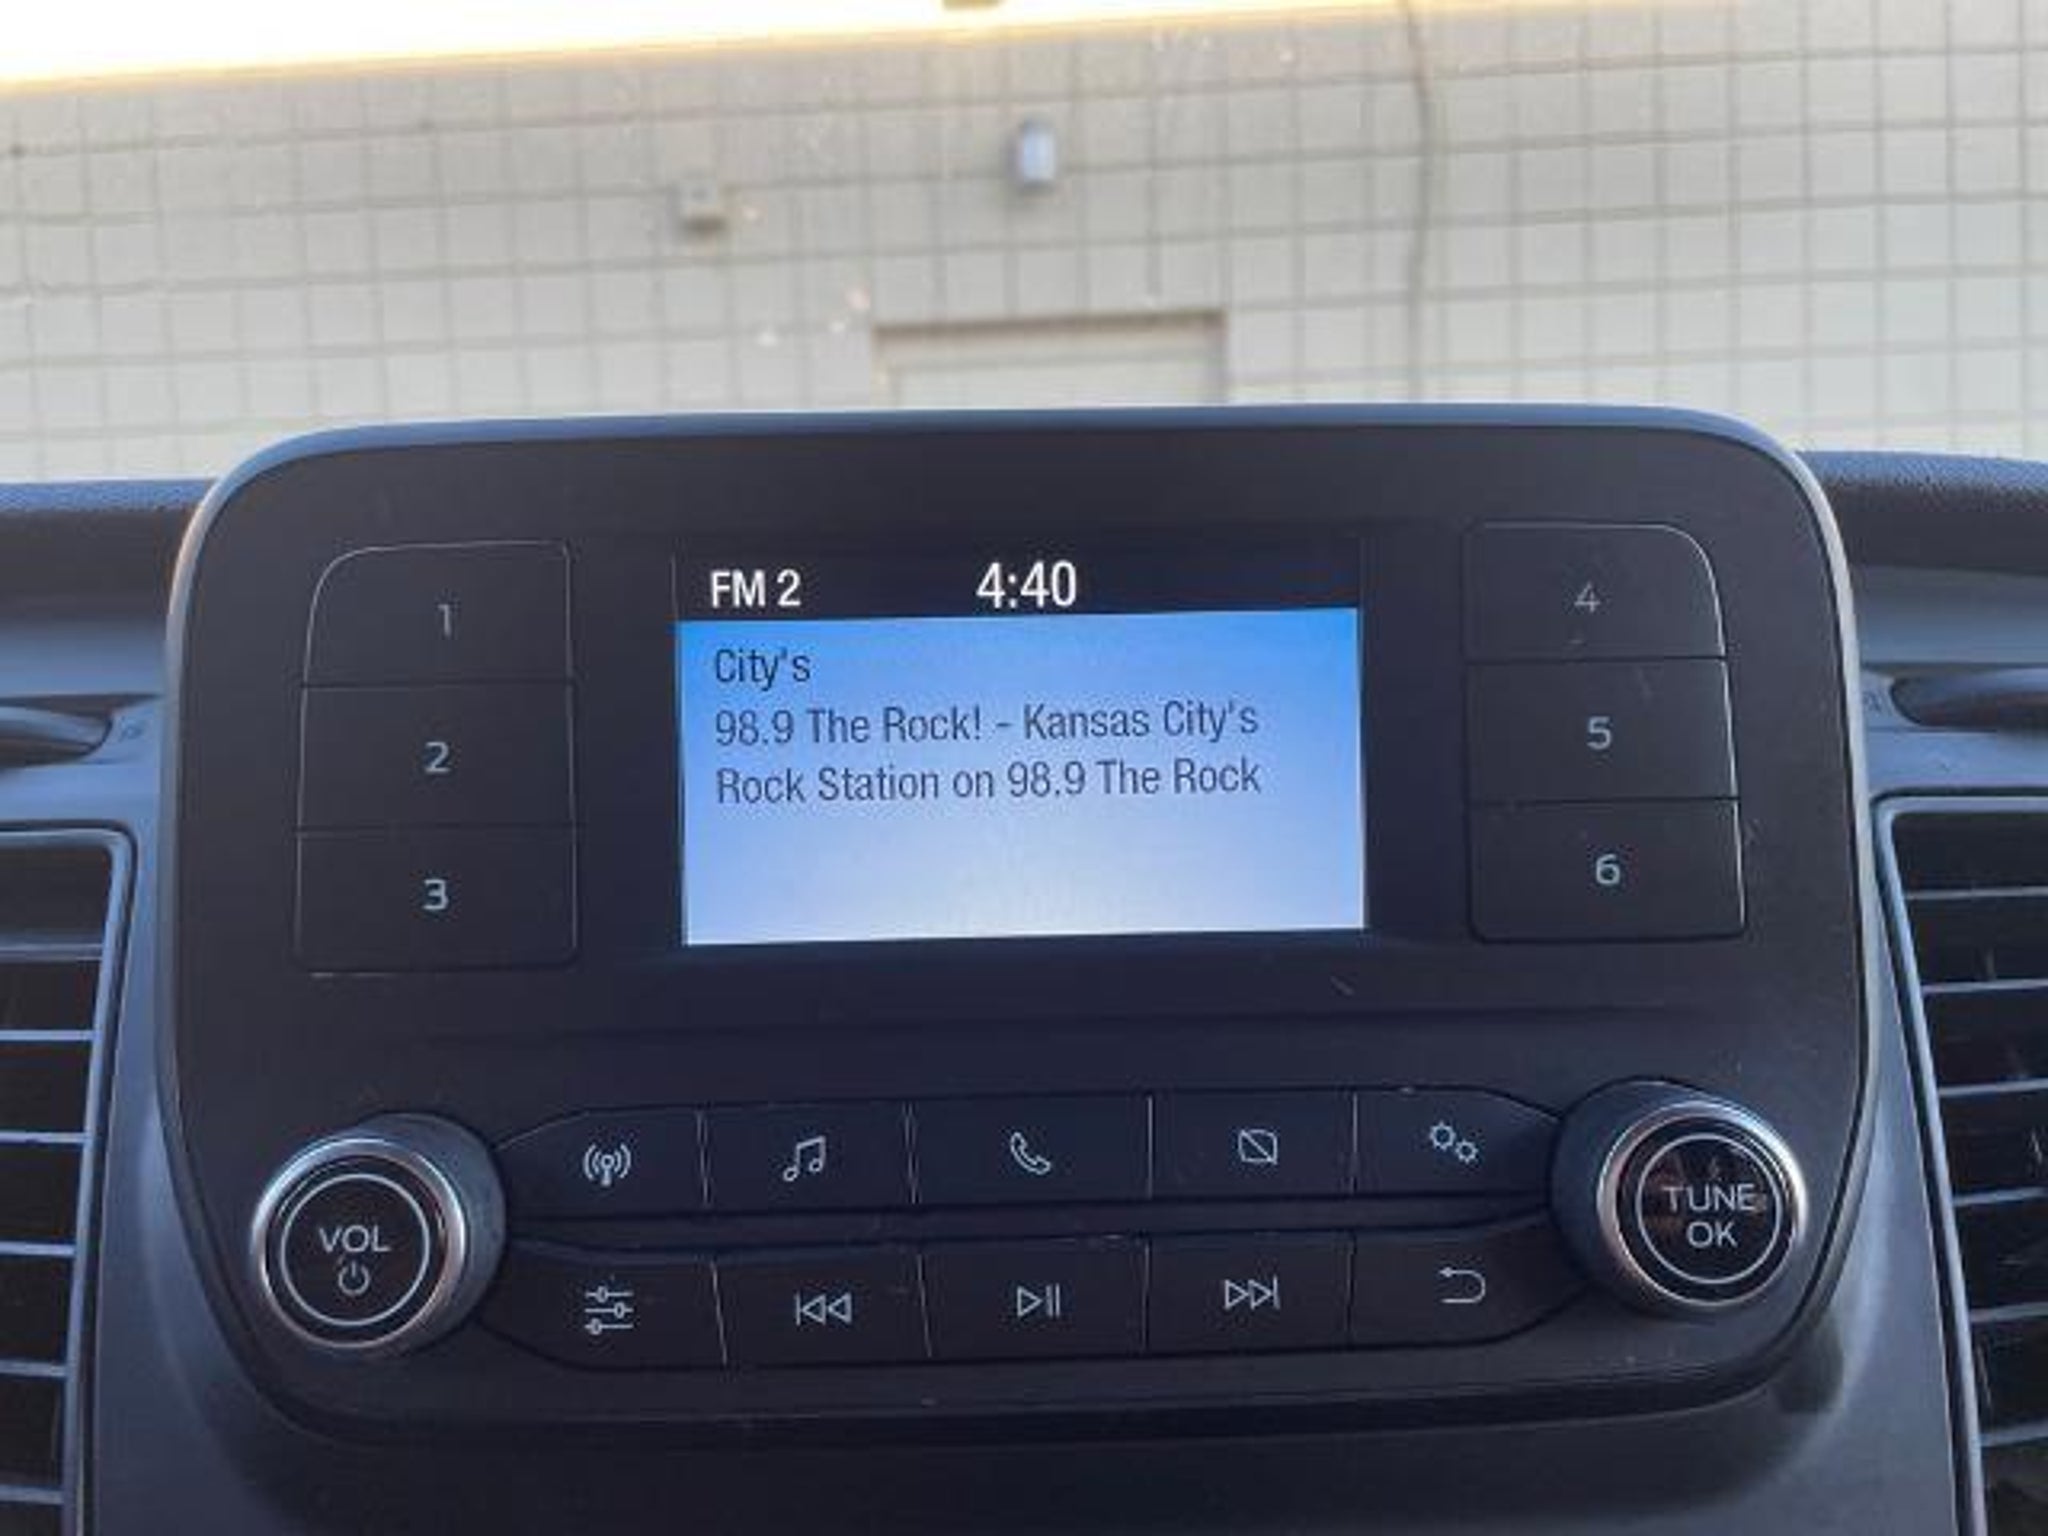 FM 2 4:40
City's
98.9 The Rock! - Kansas City's
Rock Station on 98.9 The Rock
1
2
3
4
5
6
VOL
TUNE
OK